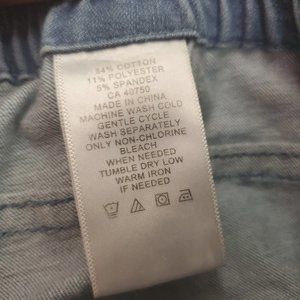 84% COTTON
11% POLYESTER
5% SPANDEX
CA 40750
MADE IN CHINA
MACHINE WASH COLD
GENTLE CYCLE
WASH SEPARATELY
ONLY NON-CHLORINE
BLEACH
WHEN NEEDED
TUMBLE DRY LOW
WARM IRON
IF NEEDED